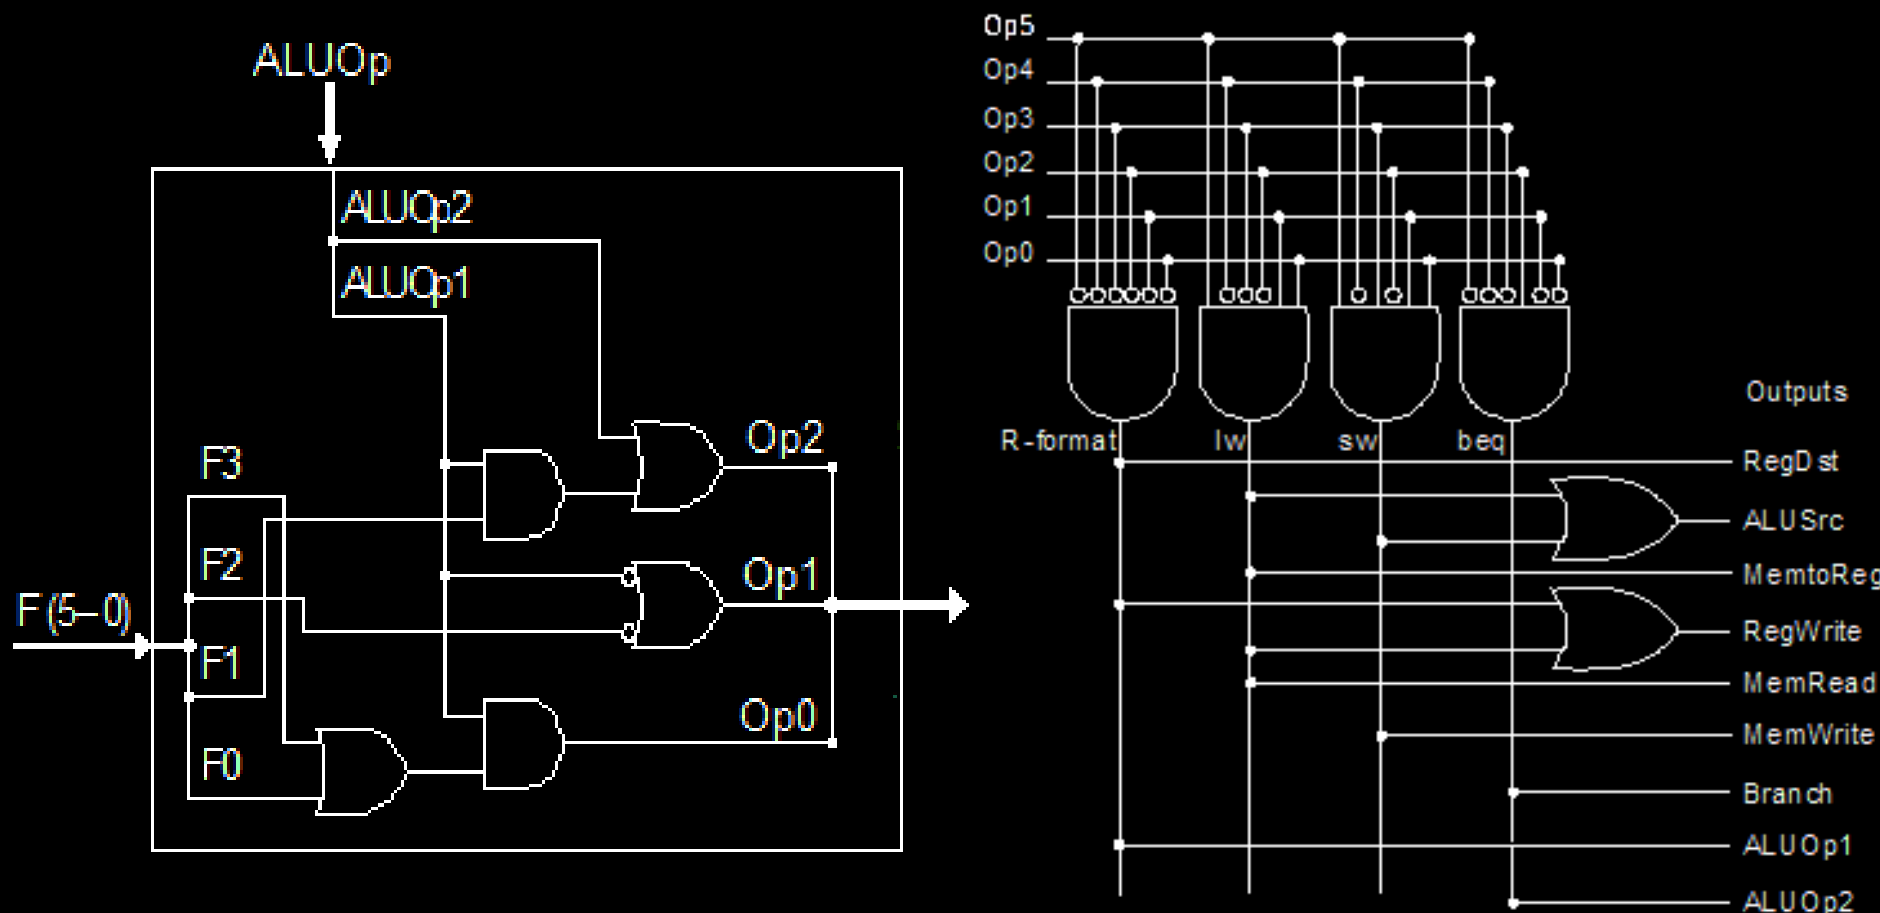 ALUOp
ALUOp2
ALUOp1
F3
F2
F(5-0)
F1
F0
Op2
Op1
Op0
Op5
Op4
Op3
Op2
Op1
Op0
R-format
lw
sw
beq
Outputs
RegDst
ALUSrc
MemtoReg
RegWrite
MemRead
MemWrite
Branch
ALUOp1
ALUOp2